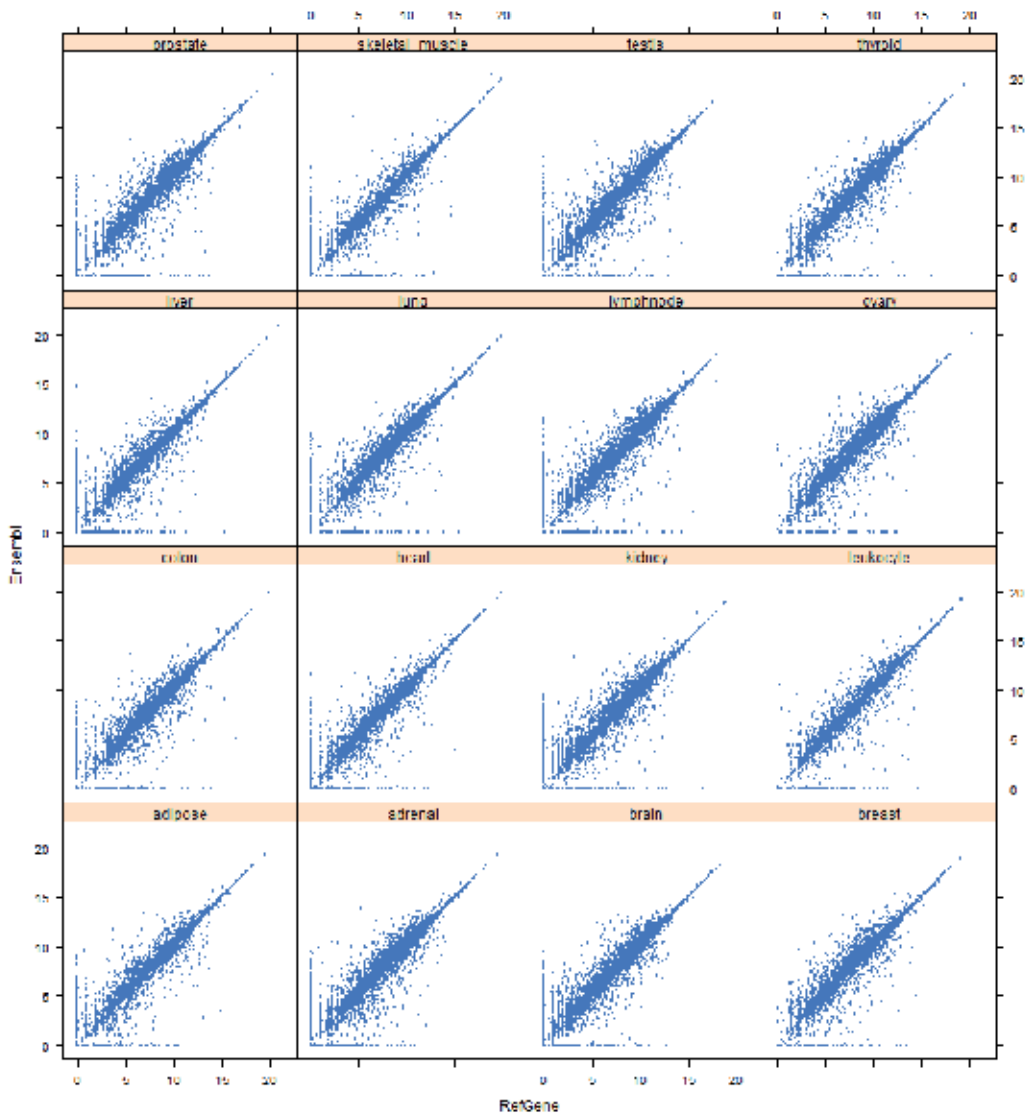 0 5 10 15 20 0 5 10 15 20
prostate skeletal_muscle testis thyroid
20
15
10
5
0
liver lung lymphnode ovary
20
15
10
5
0
colon heart kidney leukocyte
20
15
10
5
0
adipose adrenal brain breast
20
15
10
5
0
0 5 10 15 20 0 5 10 15 20
Ensembl
RefGene